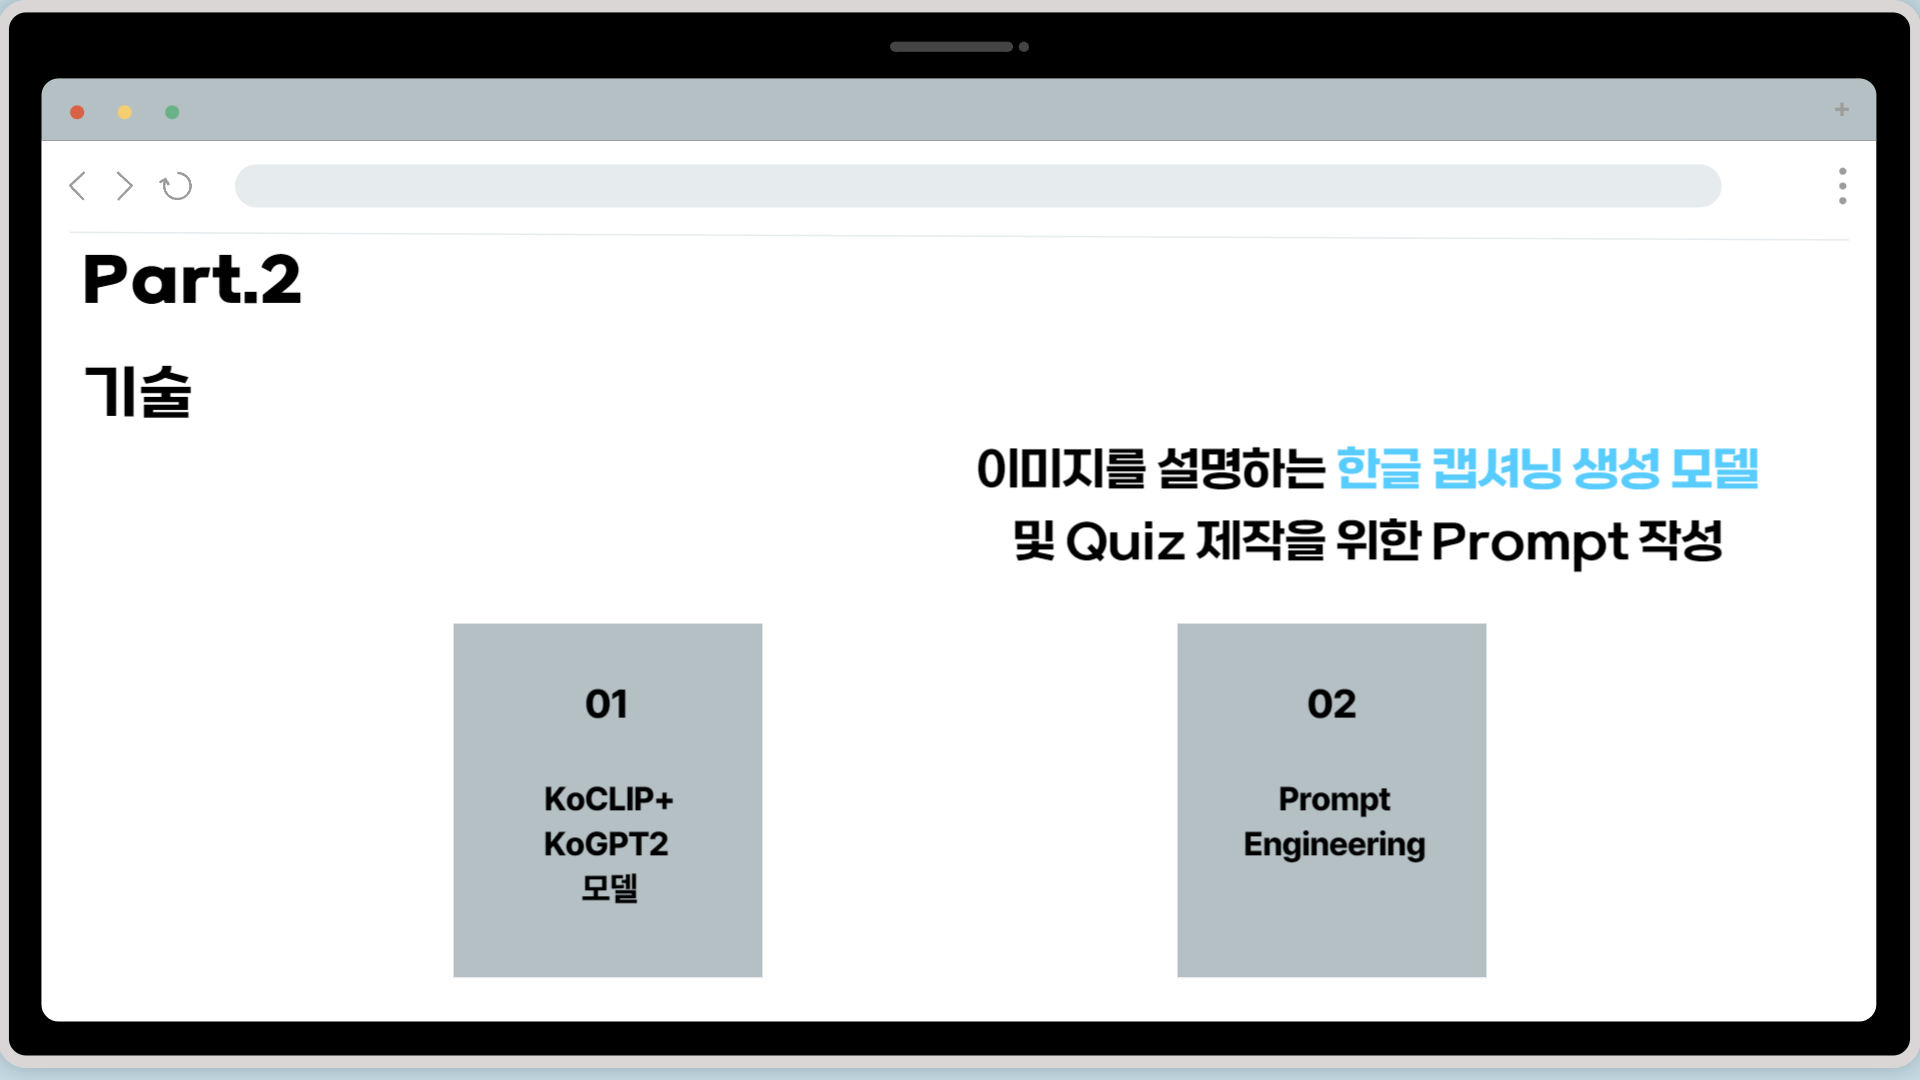 Part.2
기술
이미지를 설명하는 한글 캡셔닝 생성 모델
및 Quiz 제작을 위한 Prompt 작성
01
KoCLIP+
KoGPT2
모델
02
Prompt
Engineering